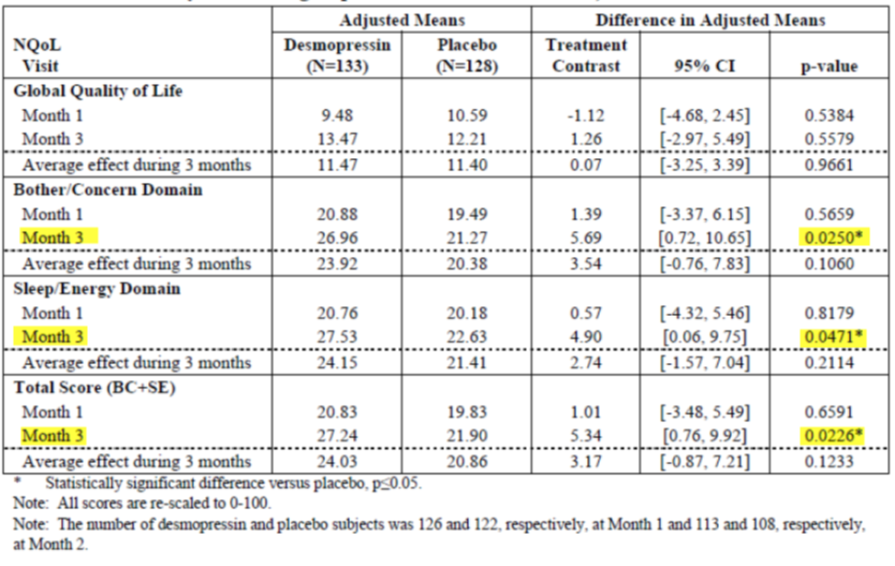 Adjusted Means Difference in Adjusted Means
NQoL Desmopressin Placebo Treatment
Visit (N=133) (N=128) Contrast 95% CI p-value
Global Quality of Life
Month 1 9.48 10.59 -1.12 [-4.68, 2.45] 0.5384
Month 3 13.47 12.21 1.26 [-2.97, 5.49] 0.5579
Average effect during 3 months 11.47 11.40 0.07 [-3.25, 3.39] 0.9661
Bother/Concern Domain
Month 1 20.88 19.49 1.39 [-3.37, 6.15] 0.5659
Month 3 26.96 21.27 5.69 [0.72, 10.65] 0.0250*
Average effect during 3 months 23.92 20.38 3.54 [-0.76, 7.83] 0.1060
Sleep/Energy Domain
Month 1 20.76 20.18 0.57 [-4.32, 5.46] 0.8179
Month 3 27.53 22.63 4.90 [0.06, 9.75] 0.0471*
Average effect during 3 months 24.15 21.41 2.74 [-1.57, 7.04] 0.2114
Total Score (BC+SE)
Month 1 20.83 19.83 1.01 [-3.48, 5.49] 0.6591
Month 3 27.24 21.90 5.34 [0.76, 9.92] 0.0226*
Average effect during 3 months 24.03 20.86 3.17 [-0.87, 7.21] 0.1233
* Statistically significant difference versus placebo, p≤0.05.
Note: All scores are re-scaled to 0-100.
Note: The number of desmopressin and placebo subjects was 126 and 122, respectively, at Month 1 and 113 and 108, respectively,
at Month 2.